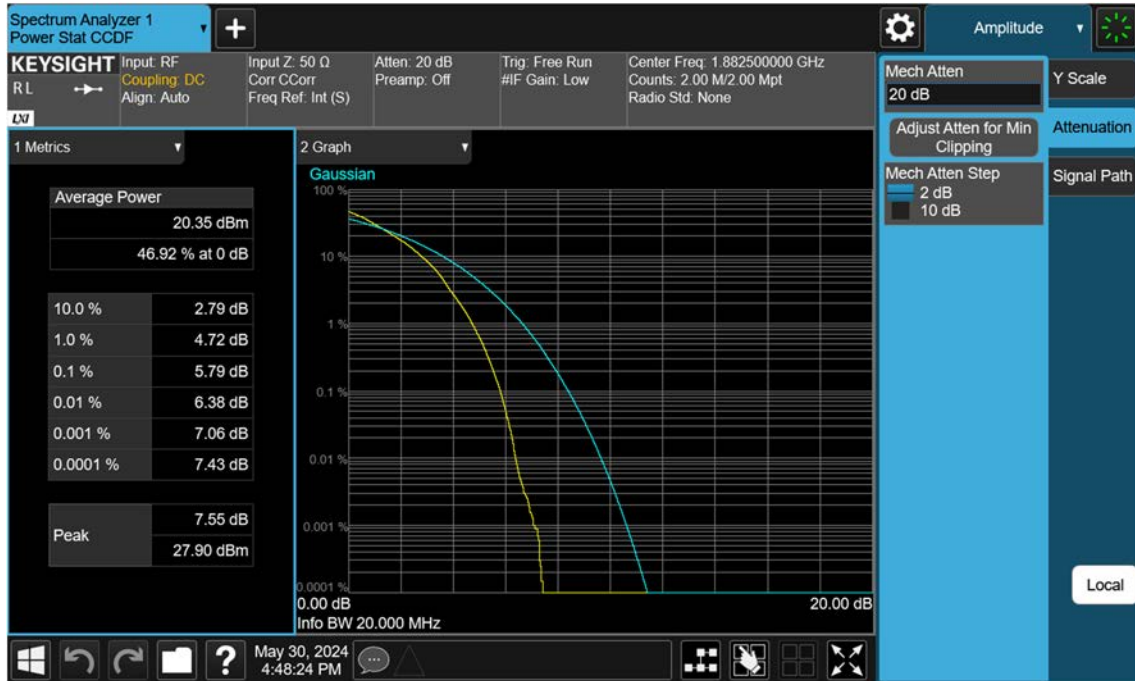 Spectrum Analyzer 1
Power Stat CCDF
+
Amplitude
KEYSIGHT
RL
LXI
Input: RF
Coupling: DC
Align: Auto
Input Z: 50 Ω
Corr CCorr
Freq Ref: Int (S)
Atten: 20 dB
Preamp: Off
Trig: Free Run
#IF Gain: Low
Center Freq: 1.882500000 GHz
Counts: 2.00 M/2.00 Mpt
Radio Std: None
Mech Atten
20 dB
Adjust Atten for Min
Clipping
Mech Atten Step
2 dB
10 dB
Y Scale
Attenuation
Signal Path
Local
1 Metrics
Average Power
20.35 dBm
46.92 % at 0 dB
10.0 % 2.79 dB
1.0 % 4.72 dB
0.1 % 5.79 dB
0.01 % 6.38 dB
0.001 % 7.06 dB
0.0001 % 7.43 dB
Peak
7.55 dB
27.90 dBm
2 Graph
Gaussian
100 %
10 %
1 %
0.1 %
0.01 %
0.001 %
0.0001 %
0.00 dB 20.00 dB
Info BW 20.000 MHz
?
May 30, 2024
4:48:24 PM